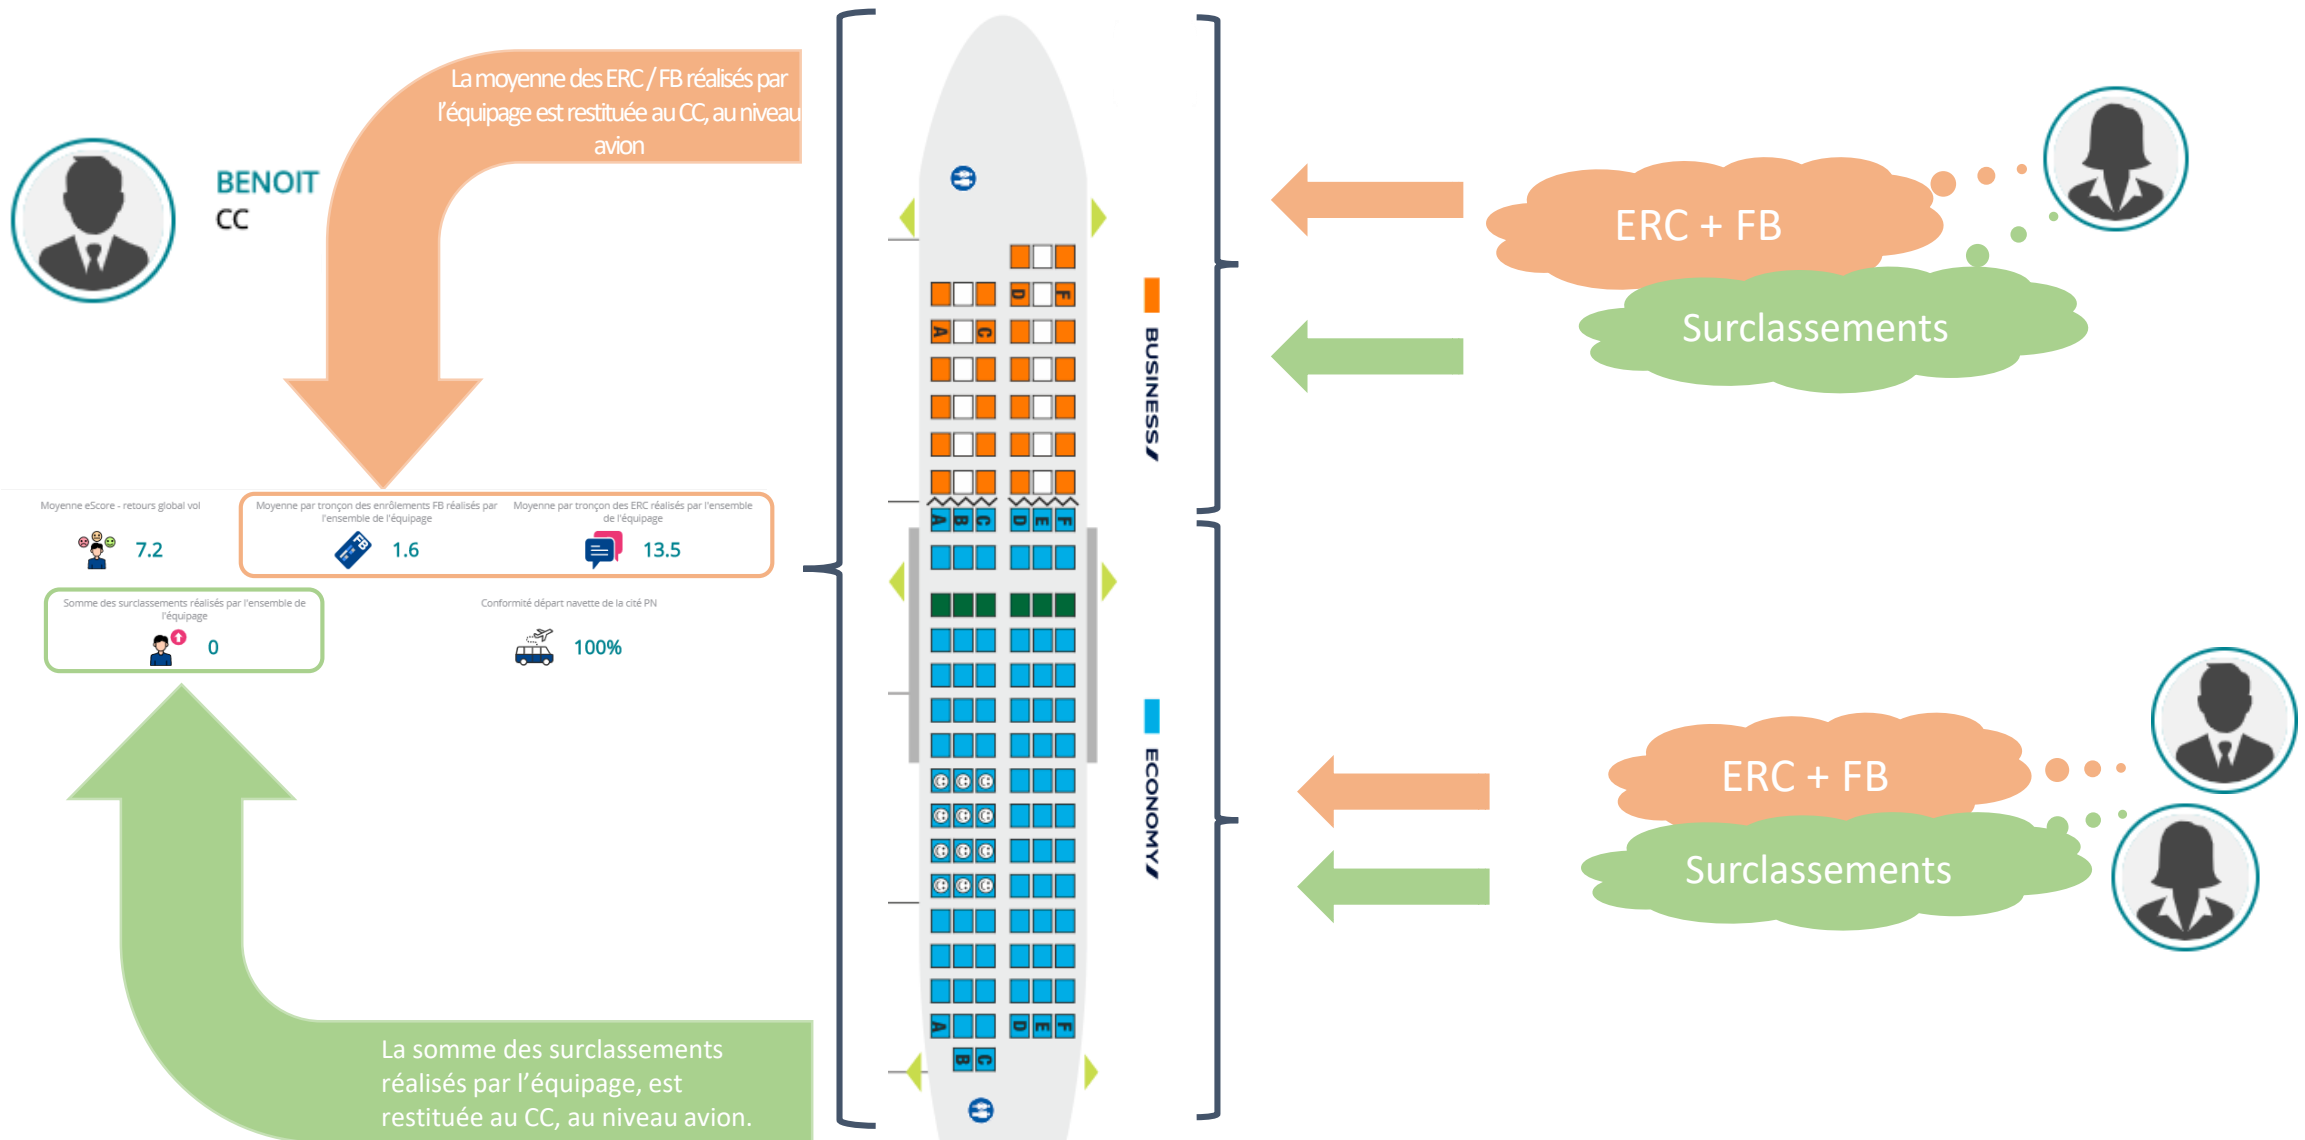 La moyenne des ERC / FB réalisés par
l'équipage est restituée au CC, au niveau
avion
BENOIT
CC
Moyenne eScore - retours global vol
7.2
Moyenne par tronçon des enrôlements FB réalisés par
l'ensemble de l'équipage
FB
1.6
Moyenne par tronçon des ERC réalisés par l'ensemble
de l'équipage
13.5
Somme des surclassements réalisés par l'ensemble de
l'équipage
0
Conformité départ navette de la cité PN
100%
La somme des surclassements
réalisés par l'équipage, est
restituée au CC, au niveau avion.
D F
A C
A B C D E F
A D E F
B C
BUSINESS
ECONOMY
ERC + FB
Surclassements
ERC + FB
Surclassements